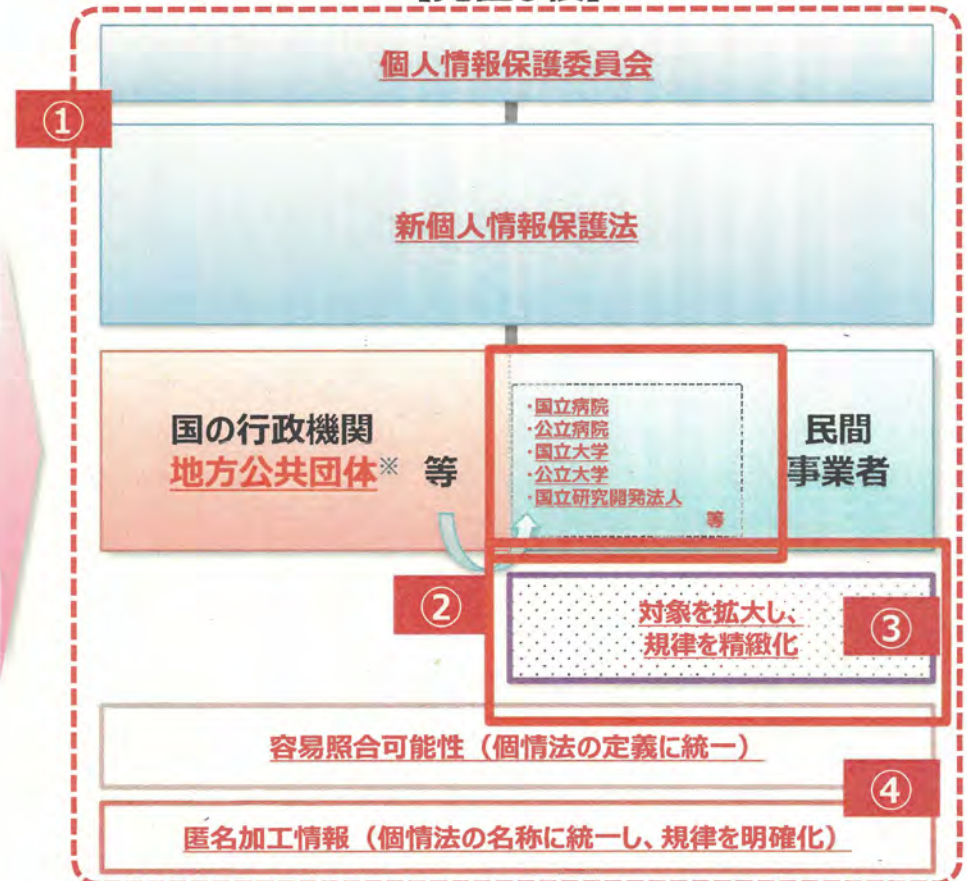 個人情報保護委員会
①
新個人情報保護法
国の行政機関
地方公共団体※ 等
・国立病院
・公立病院
・国立大学
・公立大学
・国立研究開発法人
等
民間
事業者
②
対象を拡大し、
規律を精緻化
③
容易照合可能性（個情法の定義に統一）
④
匿名加工情報（個情法の名称に統一し、規律を明確化）